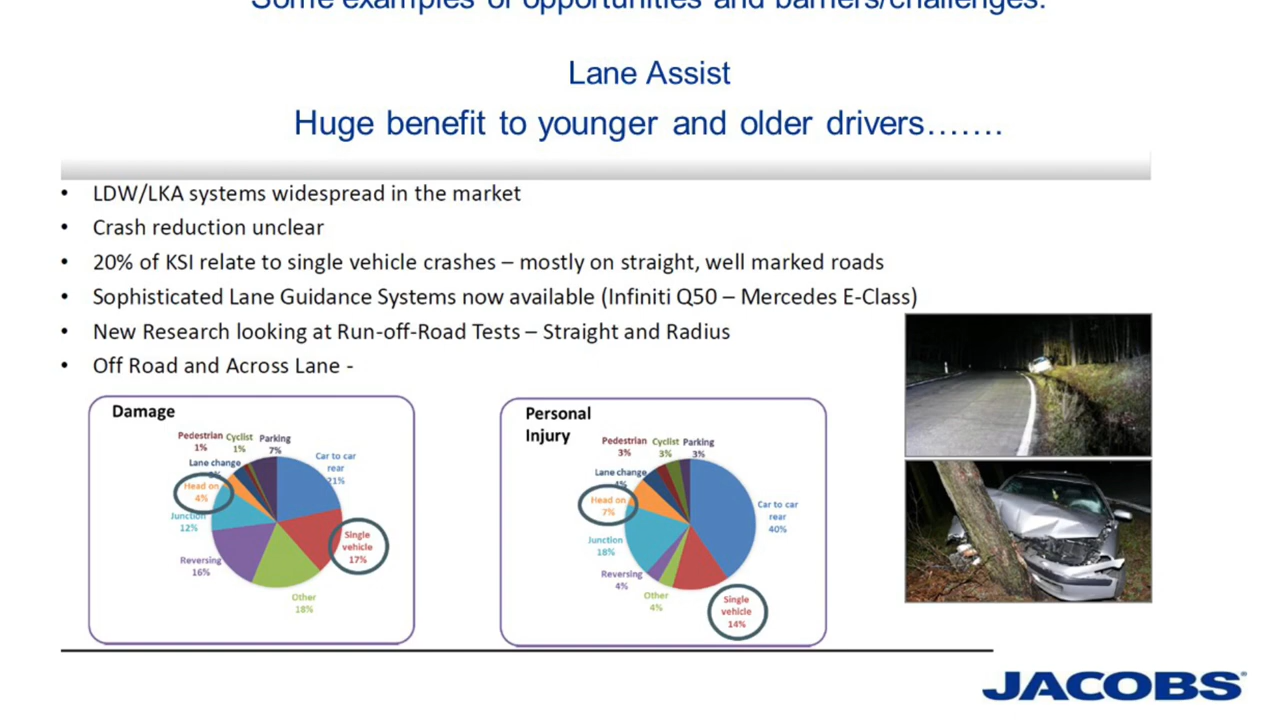 Some examples of opportunities and barriers/challenges:
Lane Assist
Huge benefit to younger and older drivers…….
• LDW/LKA systems widespread in the market
• Crash reduction unclear
• 20% of KSI relate to single vehicle crashes – mostly on straight, well marked roads
• Sophisticated Lane Guidance Systems now available (Infiniti Q50 – Mercedes E-Class)
• New Research looking at Run-off-Road Tests – Straight and Radius
• Off Road and Across Lane -
Damage
Pedestrian
1%
Cyclist
1%
Parking
7%
Car to car
rear
21%
Single
vehicle
17%
Other
18%
Reversing
16%
Junction
12%
Head on
4%
Lane change
Personal
Injury
Pedestrian
3%
Cyclist
3%
Parking
3%
Car to car
rear
40%
Single
vehicle
14%
Other
4%
Reversing
4%
Junction
18%
Head on
7%
Lane change
JACOBS